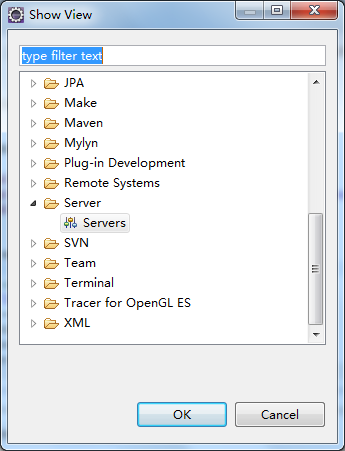 Show View
type filter text
JPA
Make
Maven
Mylyn
Plug-in Development
Remote Systems
Server
Servers
SVN
Team
Terminal
Tracer for OpenGL ES
XML
OK
Cancel